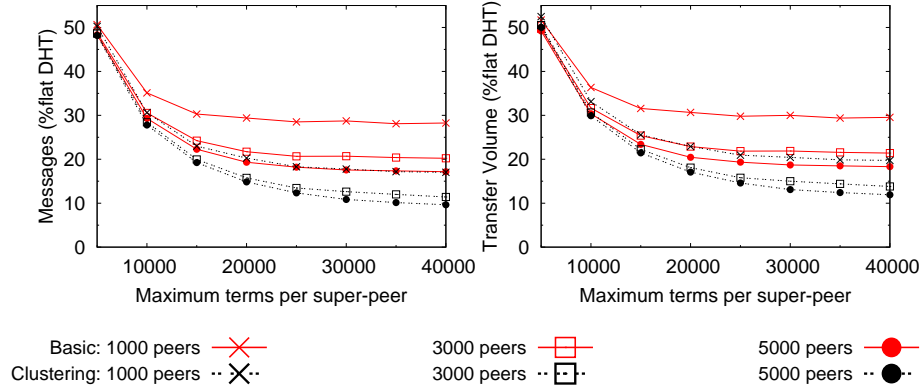 Messages (%flat DHT)
50
40
30
20
10
0
10000 20000 30000 40000
Maximum terms per super-peer
Transfer Volume (%flat DHT)
50
40
30
20
10
0
10000 20000 30000 40000
Maximum terms per super-peer
Basic: 1000 peers 3000 peers 5000 peers
Clustering: 1000 peers 3000 peers 5000 peers